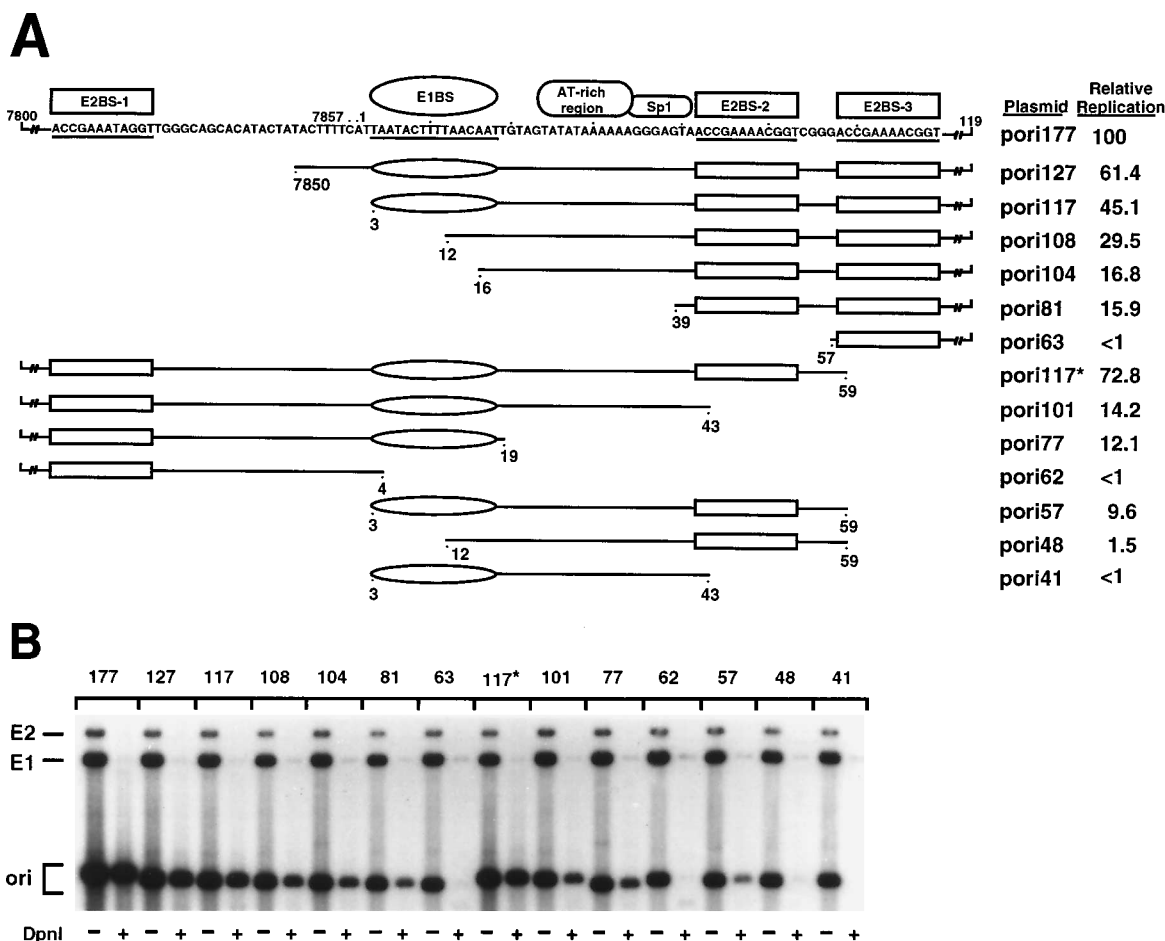 A
E2BS-1
E1BS
AT-rich region
Sp1
E2BS-2
E2BS-3
Plasmid
Relative Replication
7800
7857 . . 1
119
ACCGAAATAGGTTGGGCAGCACATACTATACTTTTCATTAATACTTTTAACAATTGTAGTATATAAAAAAGGGAGTAACCGAAAACGGTCGGGACCGAAAACGGT
pori177 100
7850
pori127 61.4
3
pori117 45.1
12
pori108 29.5
16
pori104 16.8
39
pori81 15.9
57
pori63 <1
59
pori117* 72.8
43
pori101 14.2
19
pori77 12.1
4
pori62 <1
3 59
pori57 9.6
12 59
pori48 1.5
3 43
pori41 <1
B
177 127 117 108 104 81 63 117* 101 77 62 57 48 41
E2
E1
ori
DpnI - + - + - + - + - + - + - + - + - + - + - + - + - + - +